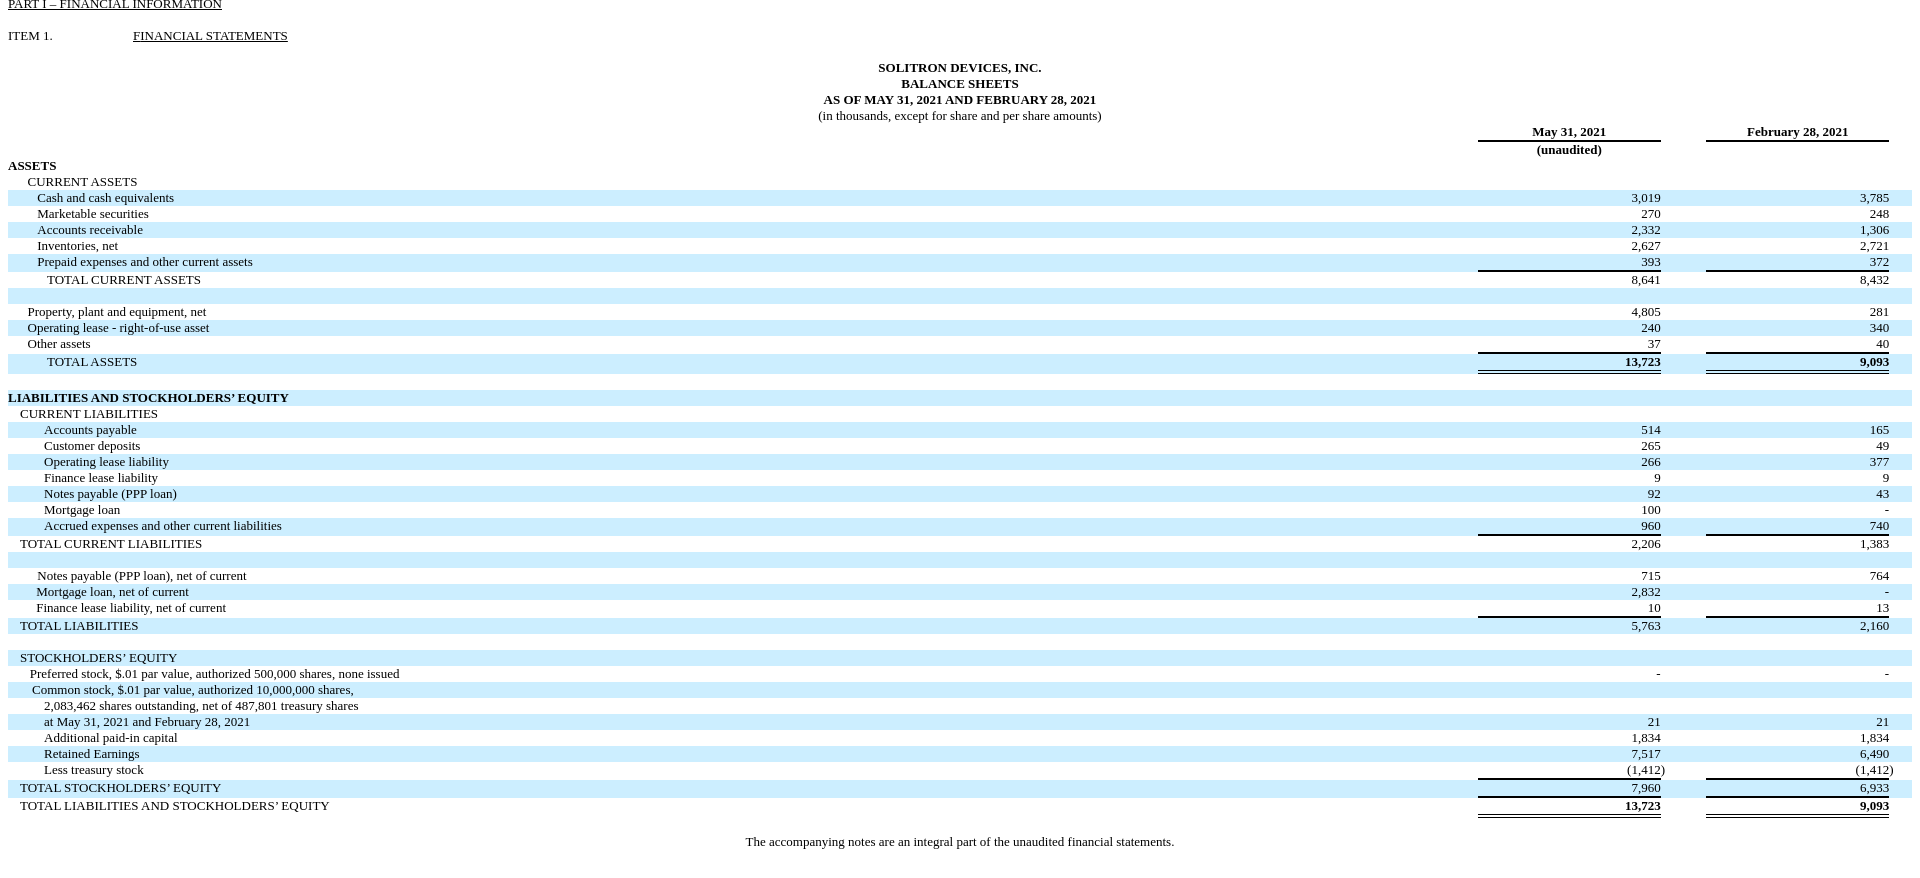 PART I – FINANCIAL INFORMATION
ITEM 1. FINANCIAL STATEMENTS
SOLITRON DEVICES, INC.
BALANCE SHEETS
AS OF MAY 31, 2021 AND FEBRUARY 28, 2021
(in thousands, except for share and per share amounts)
May 31, 2021 February 28, 2021
(unaudited)
ASSETS
CURRENT ASSETS
Cash and cash equivalents 3,019 3,785
Marketable securities 270 248
Accounts receivable 2,332 1,306
Inventories, net 2,627 2,721
Prepaid expenses and other current assets 393 372
TOTAL CURRENT ASSETS 8,641 8,432
Property, plant and equipment, net 4,805 281
Operating lease - right-of-use asset 240 340
Other assets 37 40
TOTAL ASSETS 13,723 9,093
LIABILITIES AND STOCKHOLDERS’ EQUITY
CURRENT LIABILITIES
Accounts payable 514 165
Customer deposits 265 49
Operating lease liability 266 377
Finance lease liability 9 9
Notes payable (PPP loan) 92 43
Mortgage loan 100 -
Accrued expenses and other current liabilities 960 740
TOTAL CURRENT LIABILITIES 2,206 1,383
Notes payable (PPP loan), net of current 715 764
Mortgage loan, net of current 2,832 -
Finance lease liability, net of current 10 13
TOTAL LIABILITIES 5,763 2,160
STOCKHOLDERS’ EQUITY
Preferred stock, $.01 par value, authorized 500,000 shares, none issued - -
Common stock, $.01 par value, authorized 10,000,000 shares,
2,083,462 shares outstanding, net of 487,801 treasury shares
at May 31, 2021 and February 28, 2021 21 21
Additional paid-in capital 1,834 1,834
Retained Earnings 7,517 6,490
Less treasury stock (1,412) (1,412)
TOTAL STOCKHOLDERS’ EQUITY 7,960 6,933
TOTAL LIABILITIES AND STOCKHOLDERS’ EQUITY 13,723 9,093
The accompanying notes are an integral part of the unaudited financial statements.